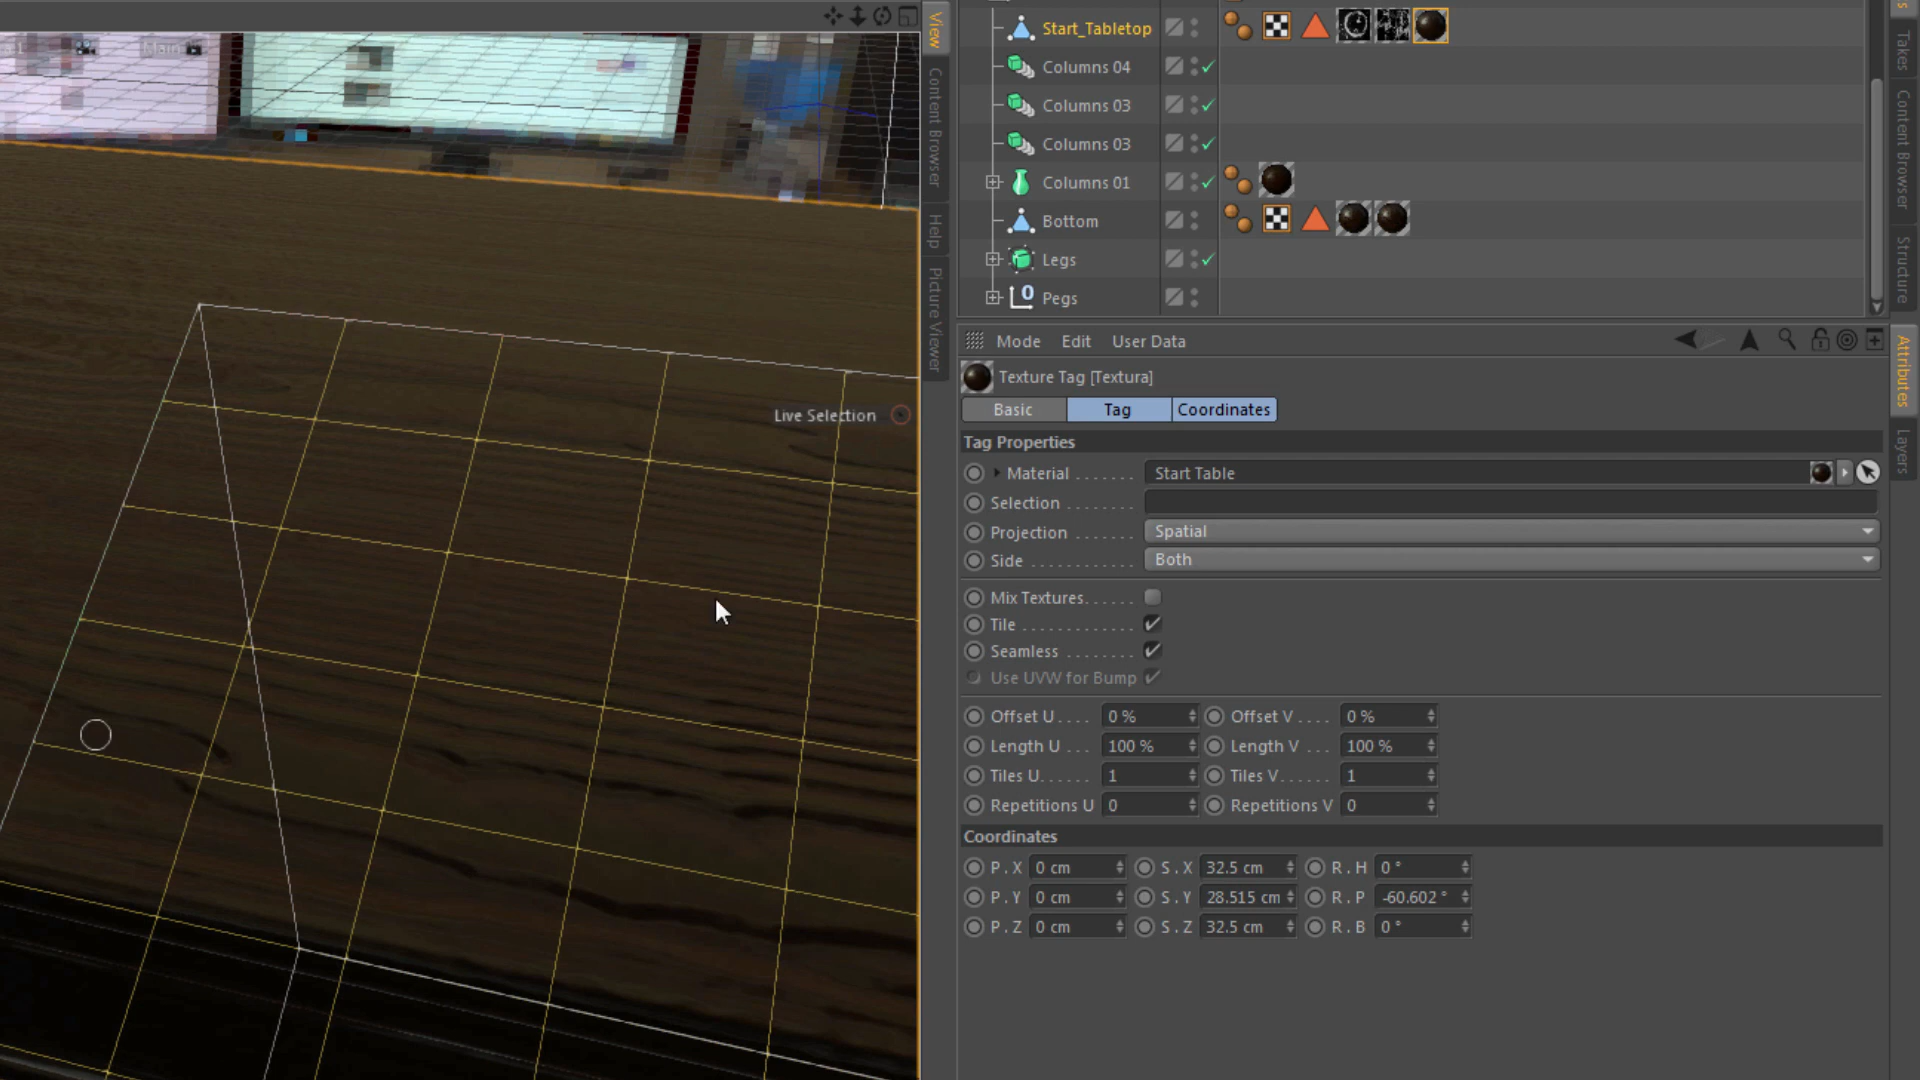 Main
View
Content Browser
Help
Picture Viewer
Live Selection
Start_Tabletop
Columns 04
Columns 03
Columns 03
Columns 01
Bottom
Legs
0 Pegs
Takes
Content Browser
Structure
Attributes
Layers
Mode Edit User Data
Texture Tag [Textura]
Basic Tag Coordinates
Tag Properties
Material ....... Start Table
Selection ........
Projection ....... Spatial
Side ............ Both
Mix Textures......
Tile .............
Seamless ........
Use UVW for Bump
Offset U.... 0 % Offset V.... 0 %
Length U ... 100 % Length V ... 100 %
Tiles U...... 1 Tiles V...... 1
Repetitions U 0 Repetitions V 0
Coordinates
P . X 0 cm S . X 32.5 cm R . H 0 °
P . Y 0 cm S . Y 28.515 cm R . P -60.602 °
P . Z 0 cm S . Z 32.5 cm R . B 0 °